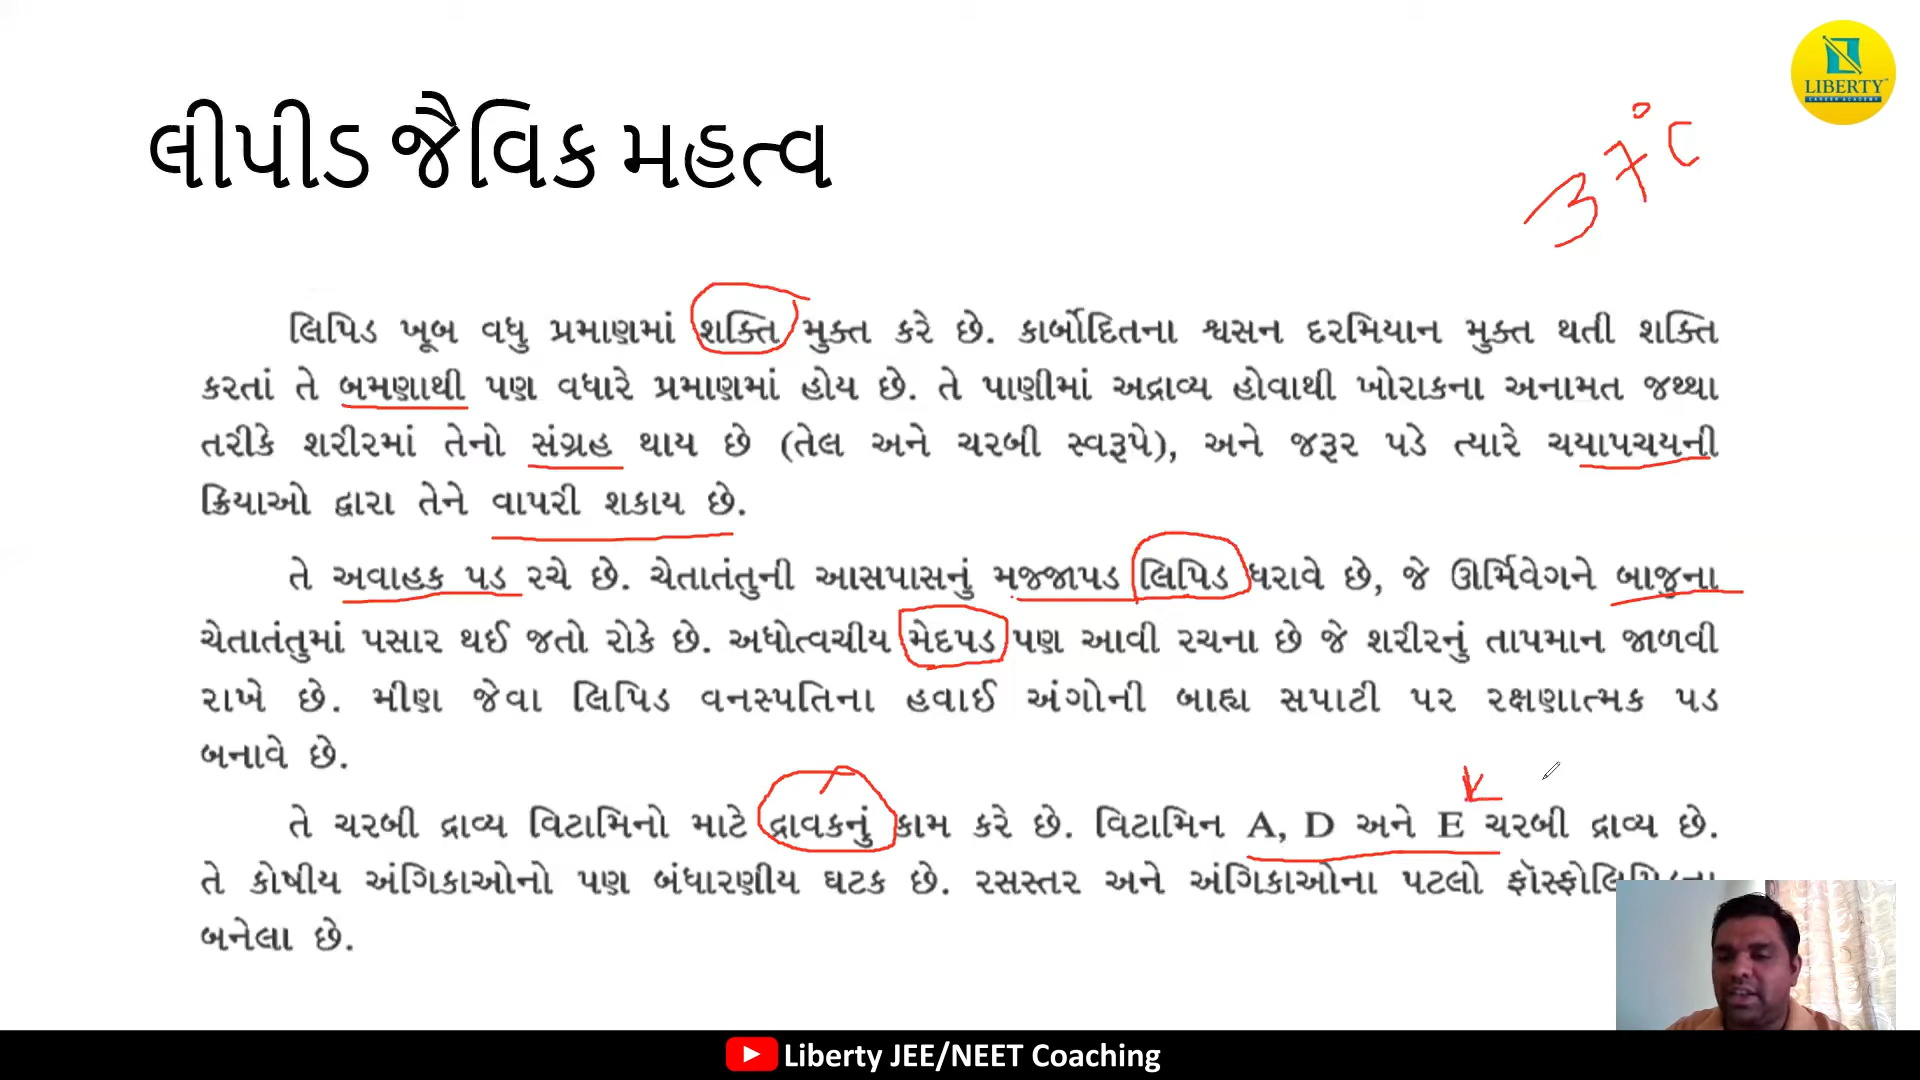 LIBERTY
CAREER ACADEMY
લીપીડ જૈવિક મહત્વ
37°C
લિપિડ ખૂબ વધુ પ્રમાણમાં શક્તિ મુક્ત કરે છે. કાર્બોદિતના શ્વસન દરમિયાન મુક્ત થતી શક્તિ
કરતાં તે બમણાથી પણ વધારે પ્રમાણમાં હોય છે. તે પાણીમાં અદ્રાવ્ય હોવાથી ખોરાકના અનામત જથ્થા
તરીકે શરીરમાં તેનો સંગ્રહ થાય છે (તેલ અને ચરબી સ્વરૂપે), અને જરૂર પડે ત્યારે ચયાપચયની
ક્રિયાઓ દ્વારા તેને વાપરી શકાય છે.
તે અવાહક પડ રચે છે. ચેતાતંતુની આસપાસનું મજ્જાપડ લિપિડ ધરાવે છે, જે ઊર્મિવેગને બાજુના
ચેતાતંતુમાં પસાર થઈ જતો રોકે છે. અધોત્વચીય મેદપડ પણ આવી રચના છે જે શરીરનું તાપમાન જાળવી
રાખે છે. મીણ જેવા લિપિડ વનસ્પતિના હવાઈ અંગોની બાહ્ય સપાટી પર રક્ષણાત્મક પડ
બનાવે છે.
K
તે ચરબી દ્રાવ્ય વિટામિનો માટે દ્રાવકનું કામ કરે છે. વિટામિન A, D અને E ચરબી દ્રાવ્ય છે.
તે કોષીય અંગિકાઓનો પણ બંધારણીય ઘટક છે. રસસ્તર અને અંગિકાઓના પટલો ફૉસ્ફોલિપિડના
બનેલા છે.
Liberty JEE/NEET Coaching